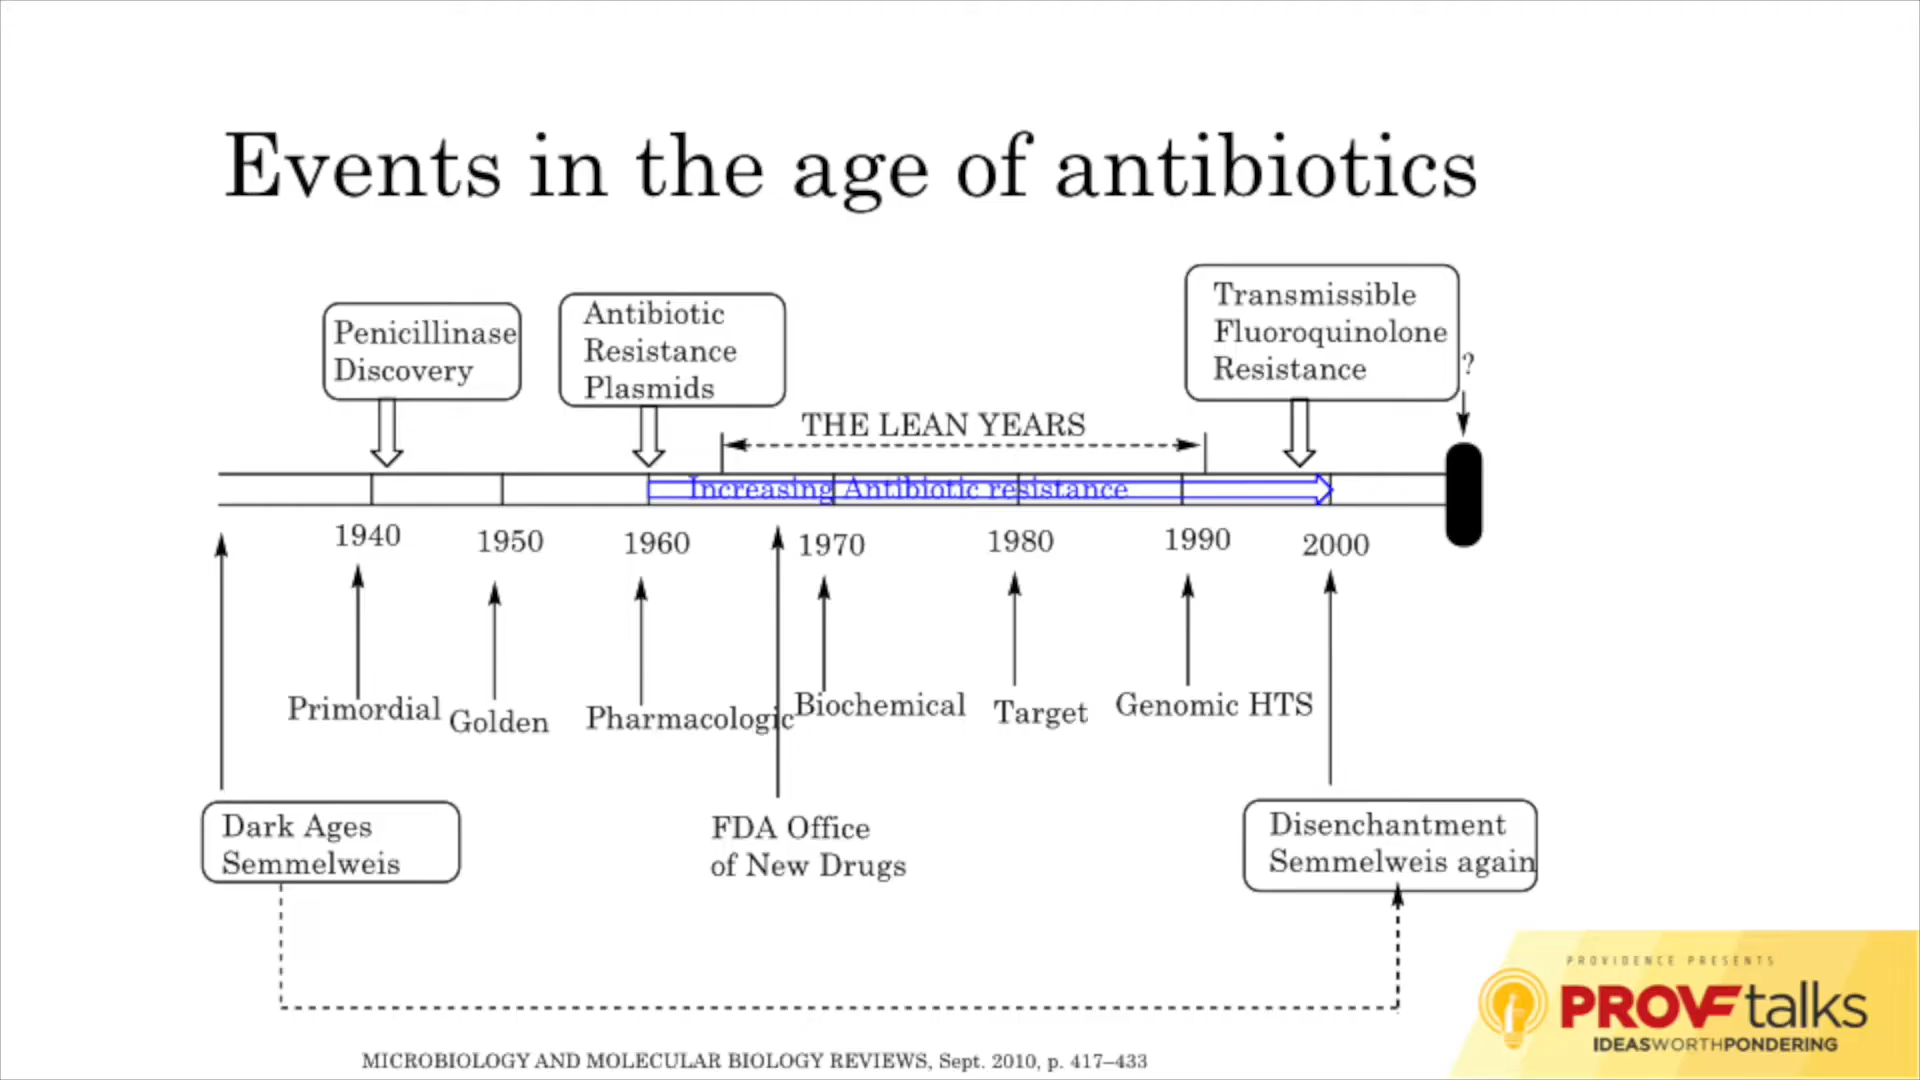 Events in the age of antibiotics
Penicillinase
Discovery
Antibiotic
Resistance
Plasmids
Transmissible
Fluoroquinolone
Resistance
?
THE LEAN YEARS
Increasing Antibiotic resistance
1940
1950
1960
1970
1980
1990
2000
Primordial
Golden
Pharmacologic
Biochemical
Target
Genomic HTS
Dark Ages
Semmelweis
FDA Office
of New Drugs
Disenchantment
Semmelweis again
MICROBIOLOGY AND MOLECULAR BIOLOGY REVIEWS, Sept. 2010, p. 417–433
PROVIDENCE PRESENTS
PROVF talks
IDEASWORTHPONDERING